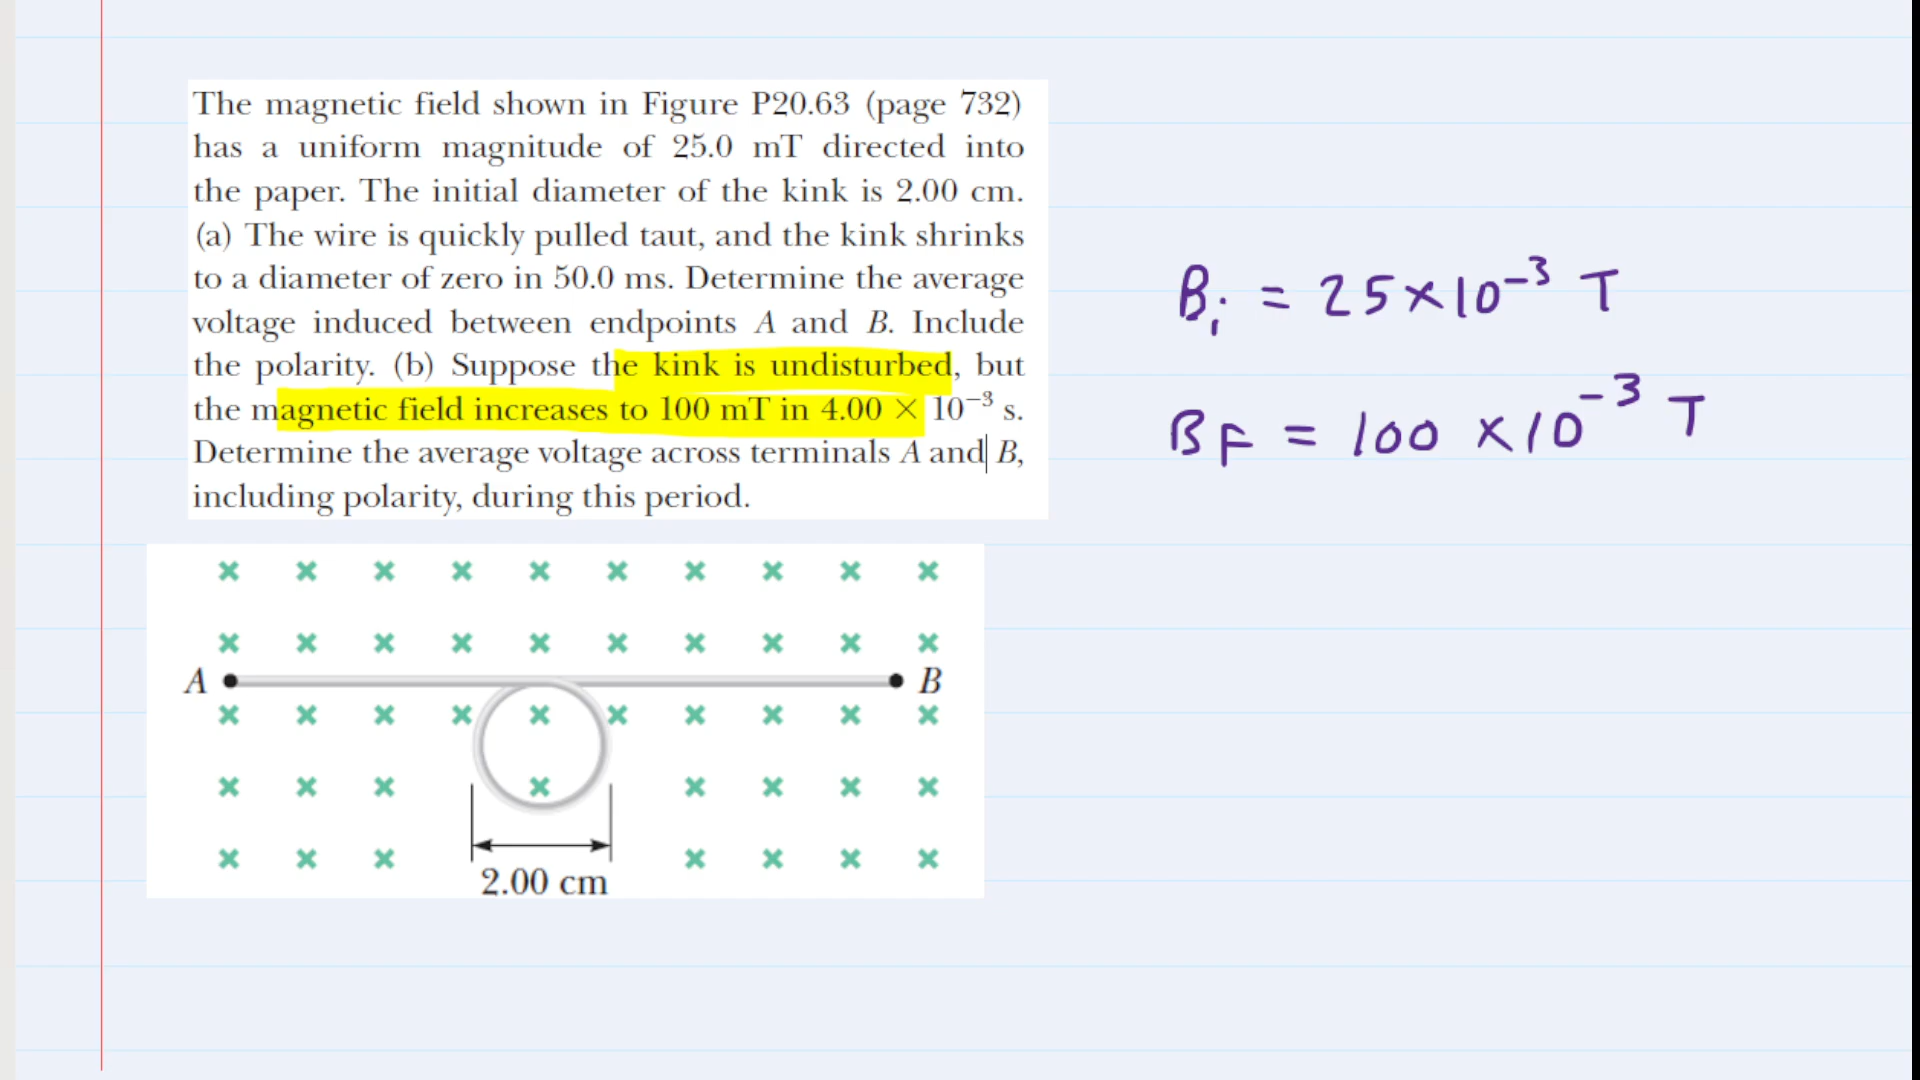 The magnetic field shown in Figure P20.63 (page 732)
has a uniform magnitude of 25.0 mT directed into
the paper. The initial diameter of the kink is 2.00 cm.
(a) The wire is quickly pulled taut, and the kink shrinks
to a diameter of zero in 50.0 ms. Determine the average
voltage induced between endpoints A and B. Include
the polarity. (b) Suppose the kink is undisturbed, but
the magnetic field increases to 100 mT in 4.00 × 10⁻³ s.
Determine the average voltage across terminals A and B,
including polarity, during this period.
Bᵢ = 25×10⁻³ T
BF = 100 ×10⁻³ T
A B
2.00 cm